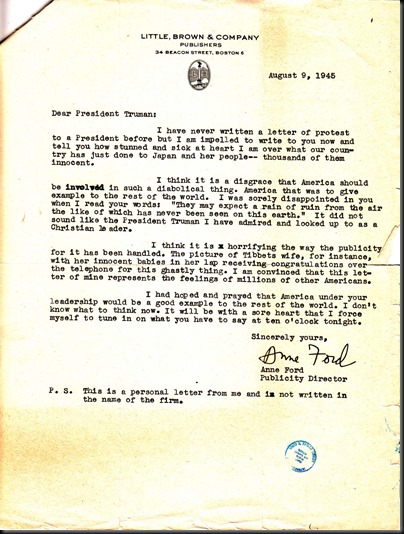 LITTLE, BROWN & COMPANY
PUBLISHERS
34 BEACON STREET, BOSTON 6
August 9, 1945
Dear President Truman:
I have never written a letter of protest
to a President before but I am impelled to write to you now and
tell you how stunned and sick at heart I am over what our coun-
try has just done to Japan and her people-- thousands of them
innocent.
I think it is a disgrace that America should
be involved in such a diabolical thing. America that was to give
example to the rest of the world. I was sorely disappointed in you
when I read your words: "They may expect a rain of ruin from the air
the like of which has never been seen on this earth." It did not
sound like the President Truman I have admired and looked up to as a
Christian leader.
I think it is x horrifying the way the publicity
for it has been handled. The picture of Tibbets wife, for instance,
with her innocent babies in her lap receiving congratulations over
the telephone for this ghastly thing. I am convinced that this let-
ter of mine represents the feelings of millions of other Americans.
I had hoped and prayed that America under your
leadership would be a good example to the rest of the world. I don't
know what to think now. It will be with a sore heart that I force
myself to tune in on what you have to say at ten o'clock tonight.
Sincerely yours,
Anne Ford
Anne Ford
Publicity Director
P. S. This is a personal letter from me and is not written in
the name of the firm.